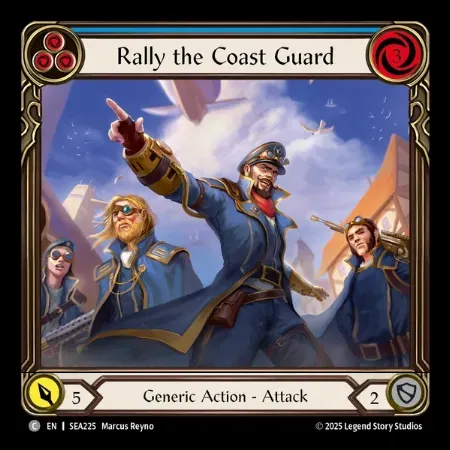 Rally the Coast Guard
3
5
Generic Action - Attack
2
C EN | SEA225 Marcus Reyno
© 2025 Legend Story Studios